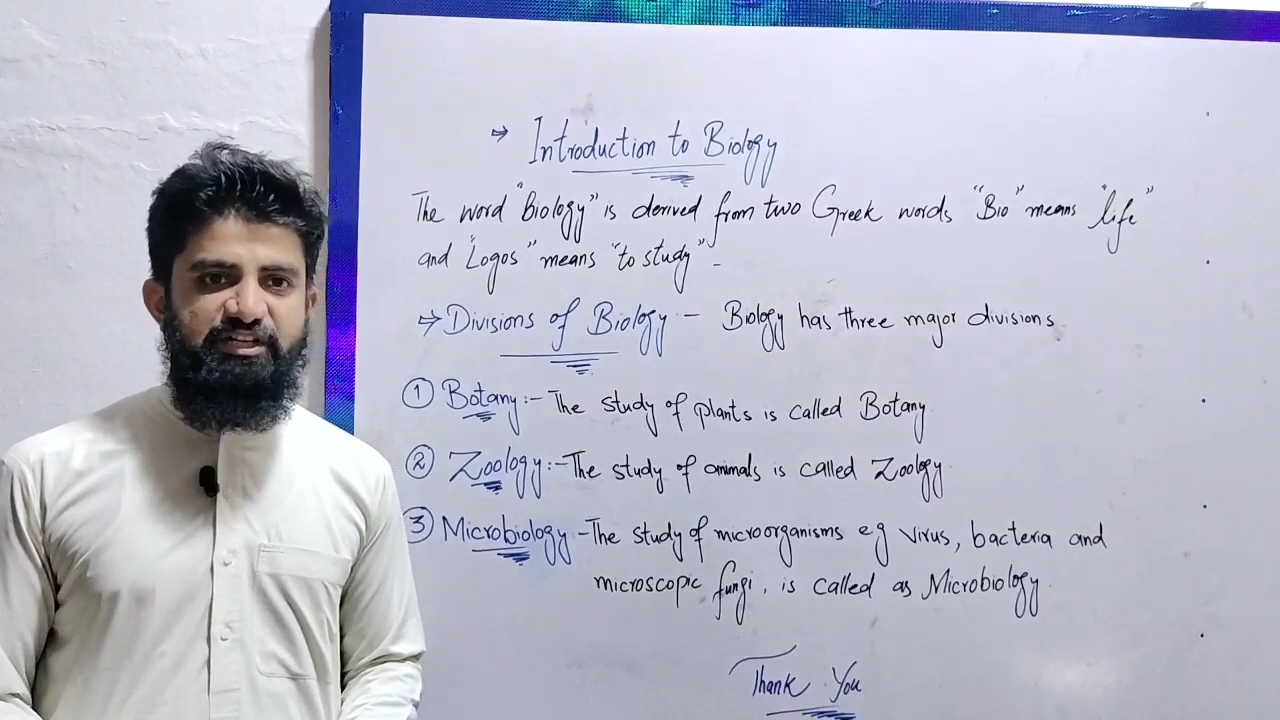 ⇒ Introduction to Biology
The word "biology" is derived from two Greek words "Bio" means "life"
and "Logos" means "to study" -
⇒ Divisions of Biology - Biology has three major divisions
① Botany:- The study of plants is called Botany
② Zoology:- The study of animals is called Zoology.
③ Microbiology - The study of microorganisms eg virus, bacteria and
microscopic fungi, is called as Microbiology.
Thank You